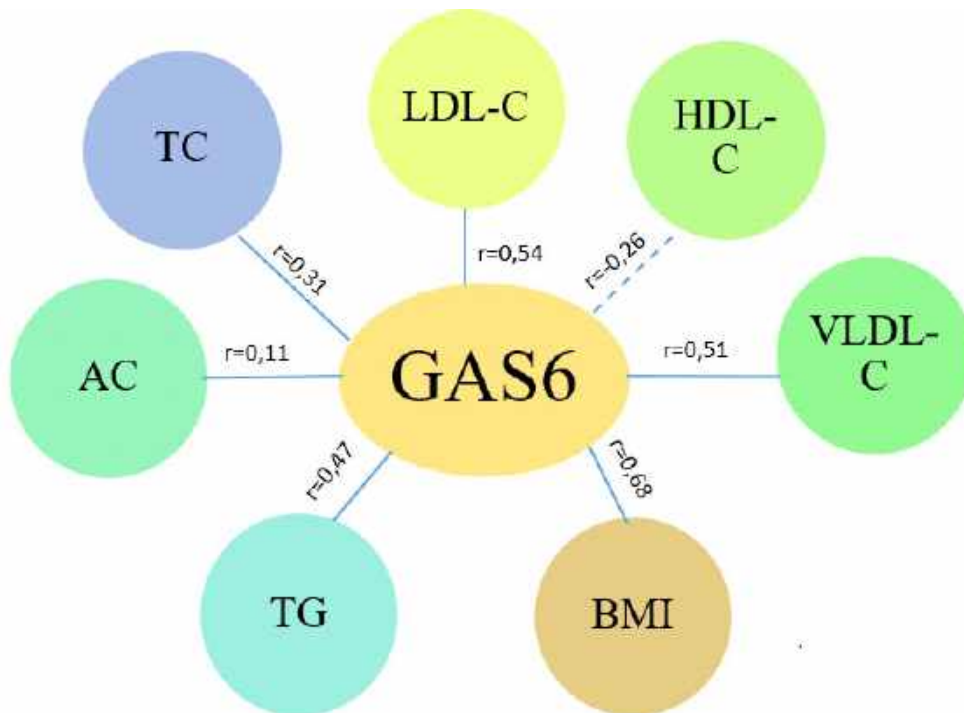 LDL-C
HDL-
C
TC
r=0,54
r=-0,26
r=0,31
VLDL-
C
r=0,11
r=0,51
AC
GAS6
r=0,47
r=0,68
TG
BMI